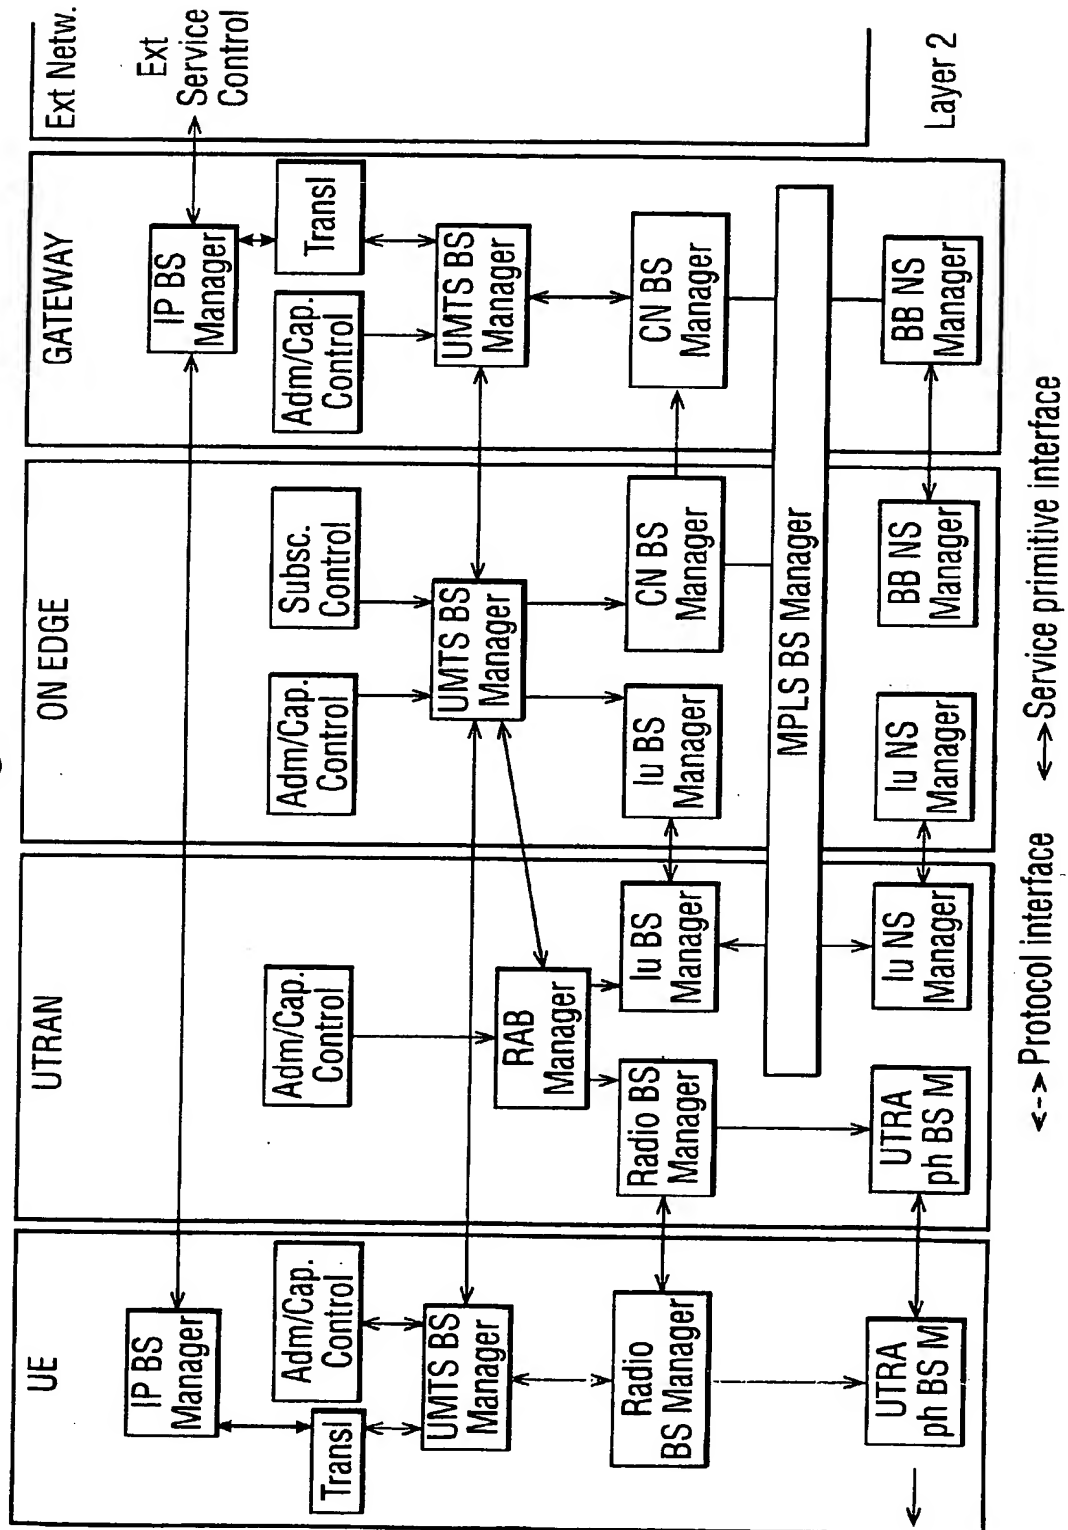 UE
IP BS
Manager
Transl
Adm/Cap.
Control
UMTS BS
Manager
Radio
BS Manager
UTRA
ph BS M
UTRAN
Adm/Cap.
Control
RAB
Manager
Radio BS
Manager
Iu BS
Manager
UTRA
ph BS M
Iu NS
Manager
ON EDGE
Adm/Cap.
Control
Subsc.
Control
UMTS BS
Manager
Iu BS
Manager
CN BS
Manager
MPLS BS Manager
Iu NS
Manager
BB NS
Manager
GATEWAY
IP BS
Manager
Adm/Cap.
Control
Transl
UMTS BS
Manager
CN BS
Manager
BB NS
Manager
Ext Netw.
Ext
Service
Control
Layer 2
<-> Protocol interface
<-> Service primitive interface